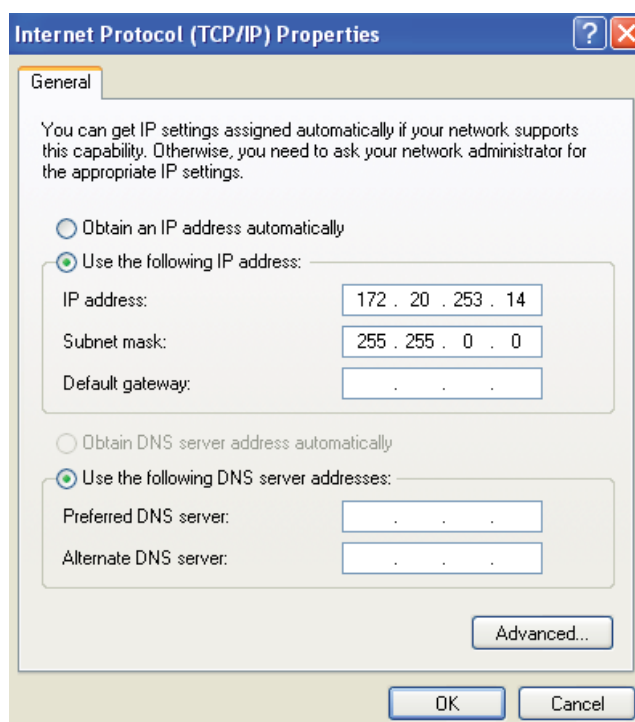 Internet Protocol (TCP/IP) Properties
General
You can get IP settings assigned automatically if your network supports
this capability. Otherwise, you need to ask your network administrator for
the appropriate IP settings.
Obtain an IP address automatically
Use the following IP address:
IP address: 172 . 20 . 253 . 14
Subnet mask: 255 . 255 . 0 . 0
Default gateway: . . .
Obtain DNS server address automatically
Use the following DNS server addresses:
Preferred DNS server: . . .
Alternate DNS server: . . .
Advanced...
OK Cancel